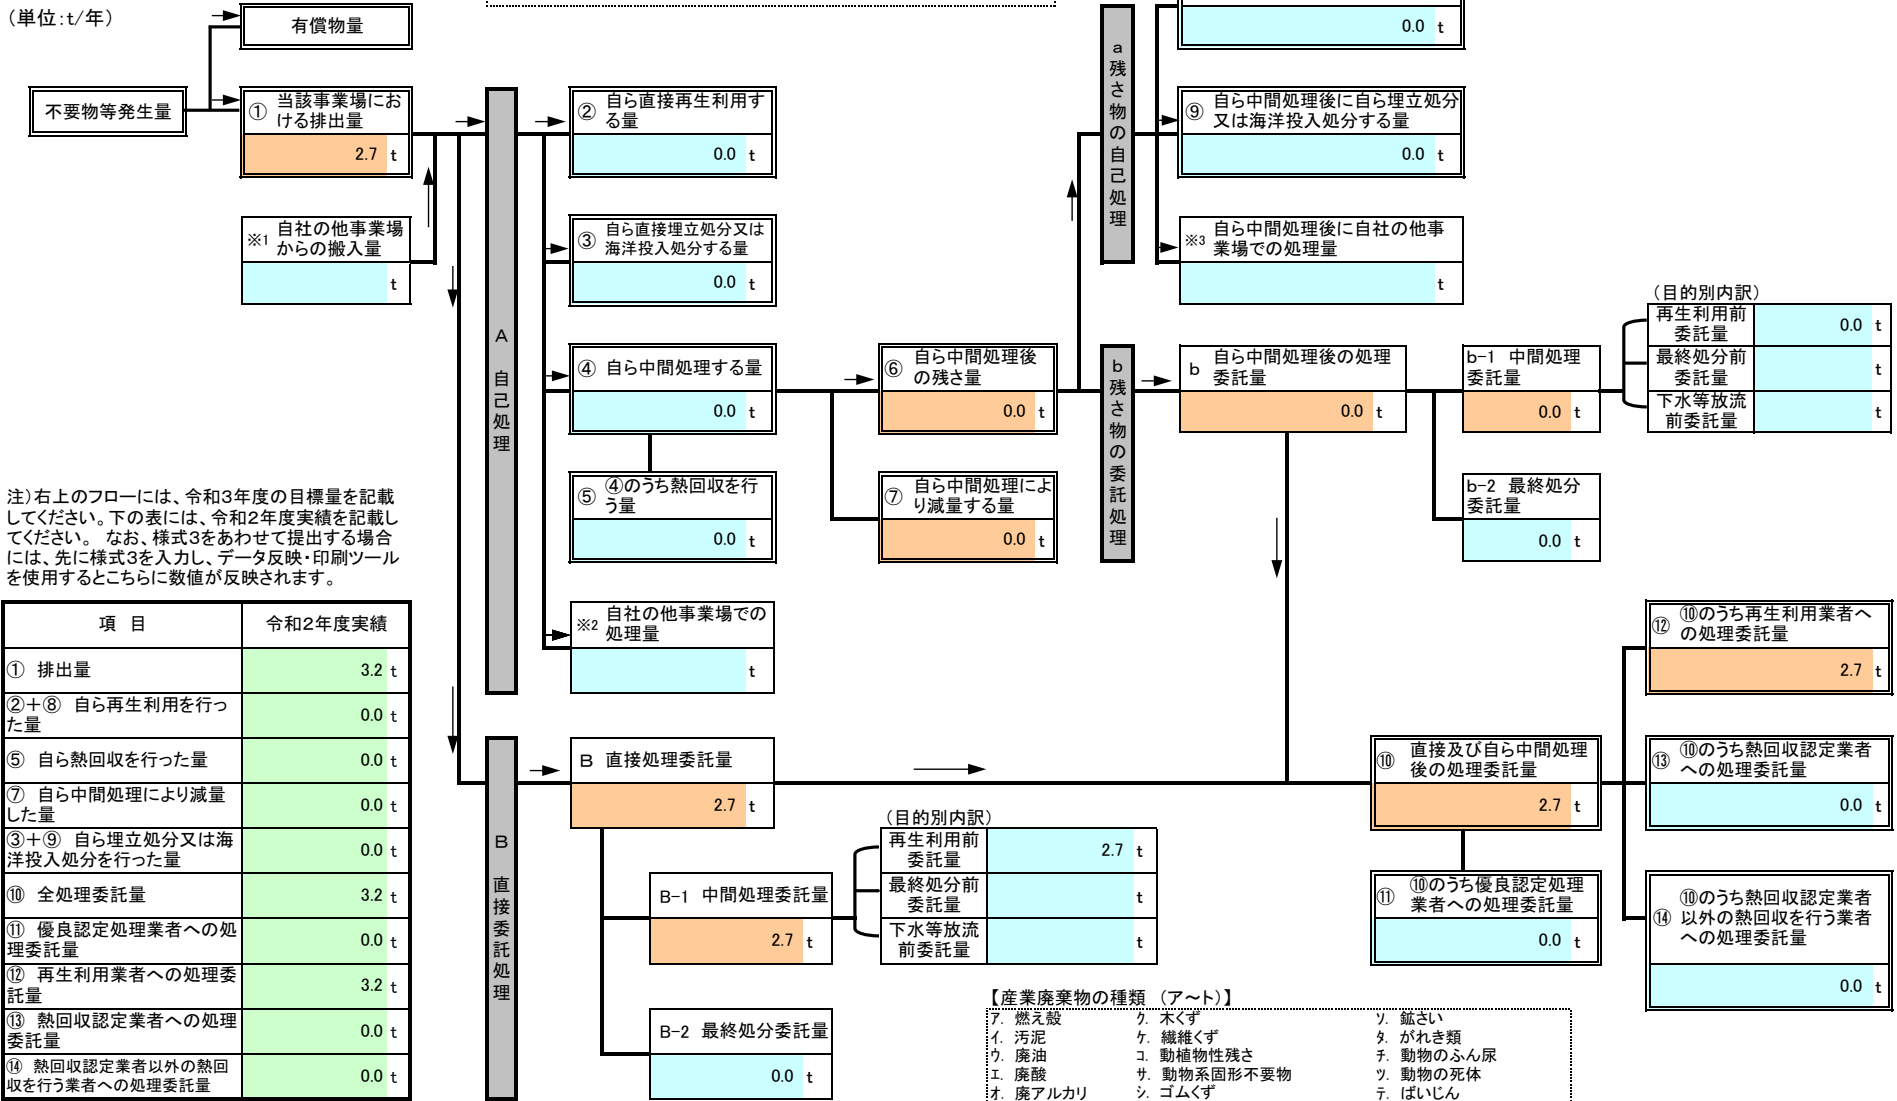 （単位：t/年）
有償物量
不要物等発生量
① 当該事業場にお
ける排出量
2.7 t
※1 自社の他事業場
からの搬入量
t
A 自己処理
② 自ら直接再生利用す
る量
0.0 t
③ 自ら直接埋立処分又は
海洋投入処分する量
0.0 t
④ 自ら中間処理する量
0.0 t
⑤ ④のうち熱回収を行
う量
0.0 t
※2 自社の他事業場での
処理量
t
⑥ 自ら中間処理後
の残さ量
0.0 t
⑦ 自ら中間処理によ
り減量する量
0.0 t
a 残さ物の自己処理
0.0 t
⑨ 自ら中間処理後に自ら埋立処分
又は海洋投入処分する量
0.0 t
※3 自ら中間処理後に自社の他事
業場での処理量
t
b 残さ物の委託処理
b 自ら中間処理後の処理
委託量
0.0 t
b-1 中間処理
委託量
0.0 t
（目的別内訳）
再生利用前
委託量
0.0 t
最終処分前
委託量
t
下水等放流
前委託量
t
b-2 最終処分
委託量
0.0 t
注）右上のフローには、令和3年度の目標量を記載
してください。下の表には、令和2年度実績を記載し
てください。 なお、様式3をあわせて提出する場合
には、先に様式3を入力し、データ反映・印刷ツール
を使用するとこちらに数値が反映されます。
項 目 令和2年度実績
① 排出量 3.2 t
②＋⑧ 自ら再生利用を行っ
た量 0.0 t
⑤ 自ら熱回収を行った量 0.0 t
⑦ 自ら中間処理により減量
した量 0.0 t
③＋⑨ 自ら埋立処分又は海
洋投入処分を行った量 0.0 t
⑩ 全処理委託量 3.2 t
⑪ 優良認定処理業者への処
理委託量 0.0 t
⑫ 再生利用業者への処理委
託量 3.2 t
⑬ 熱回収認定業者への処理
委託量 0.0 t
⑭ 熱回収認定業者以外の熱回
収を行う業者への処理委託量 0.0 t
B 直接委託処理
B 直接処理委託量
2.7 t
B-1 中間処理委託量
2.7 t
（目的別内訳）
再生利用前
委託量
2.7 t
最終処分前
委託量
t
下水等放流
前委託量
t
B-2 最終処分委託量
0.0 t
⑩ 直接及び自ら中間処理
後の処理委託量
2.7 t
⑪ ⑩のうち優良認定処理
業者への処理委託量
0.0 t
⑫ ⑩のうち再生利用業者へ
の処理委託量
2.7 t
⑬ ⑩のうち熱回収認定業者
への処理委託量
0.0 t
⑭ ⑩のうち熱回収認定業者
以外の熱回収を行う業者
への処理委託量
0.0 t
【産業廃棄物の種類 （ア～ト）】
ア. 燃え殻 ク. 木くず ソ. 鉱さい
イ. 汚泥 ケ. 繊維くず タ. がれき類
ウ. 廃油 コ. 動植物性残さ チ. 動物のふん尿
エ. 廃酸 サ. 動物系固形不要物 ツ. 動物の死体
オ. 廃アルカリ シ. ゴムくず テ. ばいじん